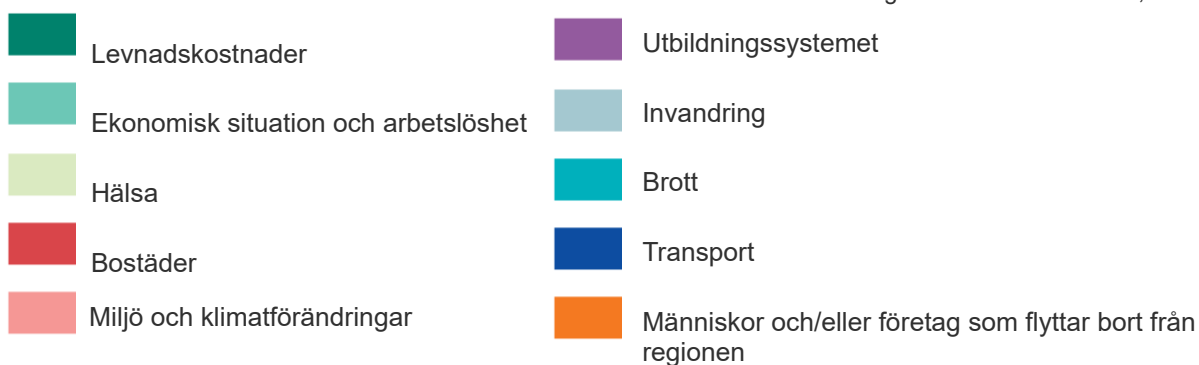 Levnadskostnader
Ekonomisk situation och arbetslöshet
Hälsa
Bostäder
Miljö och klimatförändringar
Utbildningssystemet
Invandring
Brott
Transport
Människor och/eller företag som flyttar bort från
regionen